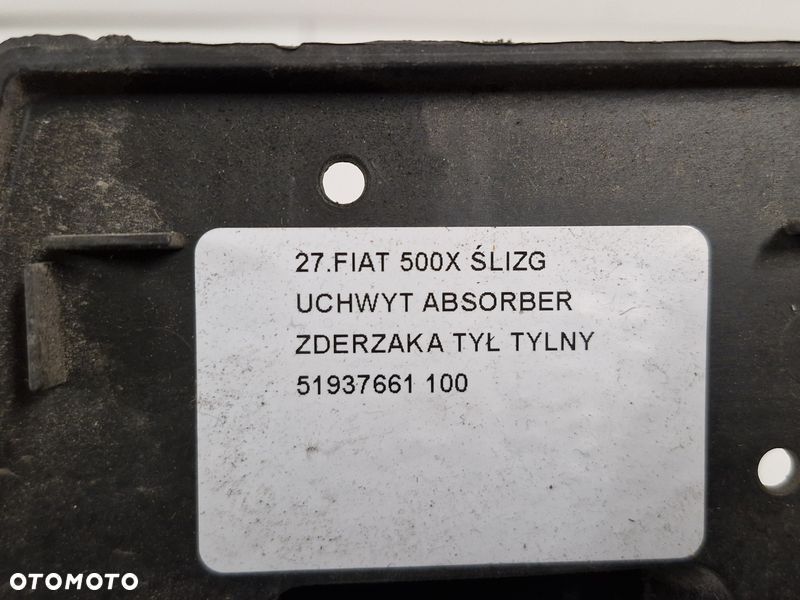 27.FIAT 500X ŚLIZG
UCHWYT ABSORBER
ZDERZAKA TYŁ TYLNY
51937661 100
OTOMOTO